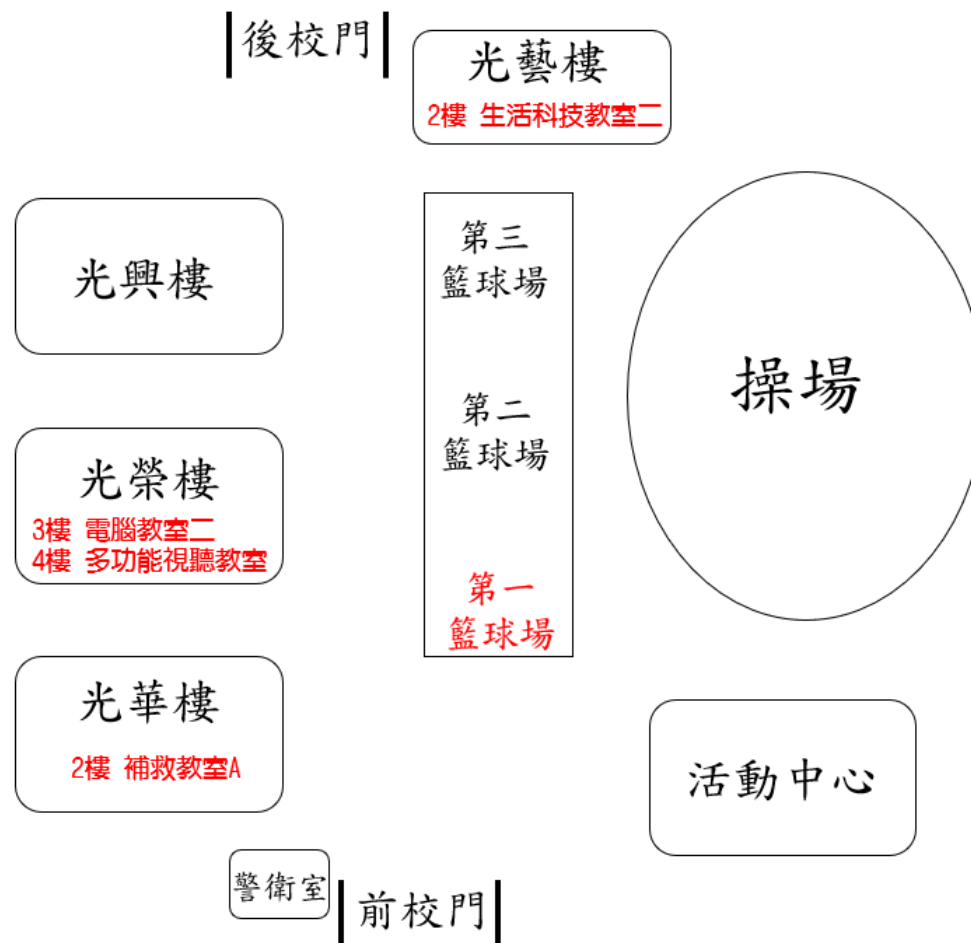 後校門
光藝樓
2樓 生活科技教室二
光興樓
第三
籃球場
操場
第二
籃球場
光榮樓
3樓 電腦教室二
4樓 多功能視聽教室
第一
籃球場
光華樓
2樓 補救教室A
活動中心
警衛室
前校門